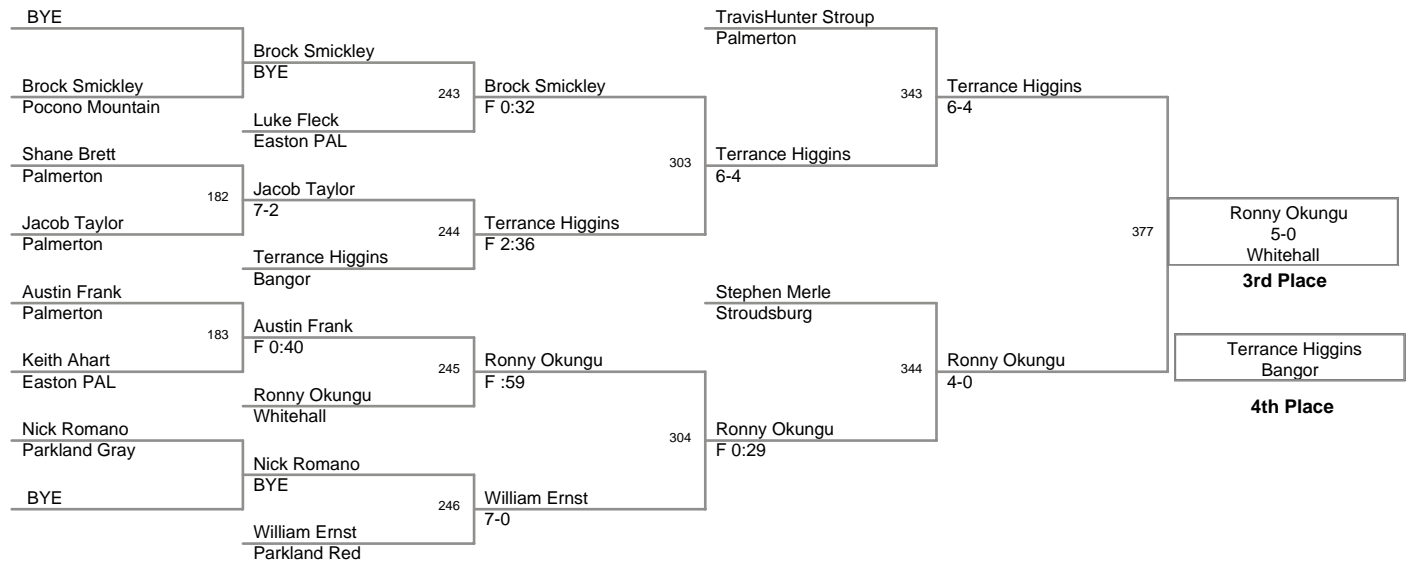 BYE
Brock Smickley
Pocono Mountain
Shane Brett
Palmerton
182
Jacob Taylor
Palmerton
Austin Frank
Palmerton
183
Keith Ahart
Easton PAL
Nick Romano
Parkland Gray
BYE
Brock Smickley
BYE
243
Luke Fleck
Easton PAL
Jacob Taylor
7-2
244
Terrance Higgins
Bangor
Austin Frank
F 0:40
245
Ronny Okungu
Whitehall
Nick Romano
BYE
246
William Ernst
Parkland Red
Brock Smickley
F 0:32
303
Terrance Higgins
F 2:36
Ronny Okungu
F :59
304
William Ernst
7-0
TravisHunter Stroup
Palmerton
343
Terrance Higgins
6-4
Stephen Merle
Stroudsburg
344
Ronny Okungu
F 0:29
Terrance Higgins
6-4
377
Ronny Okungu
4-0
Ronny Okungu
5-0
Whitehall
3rd Place
Terrance Higgins
Bangor
4th Place